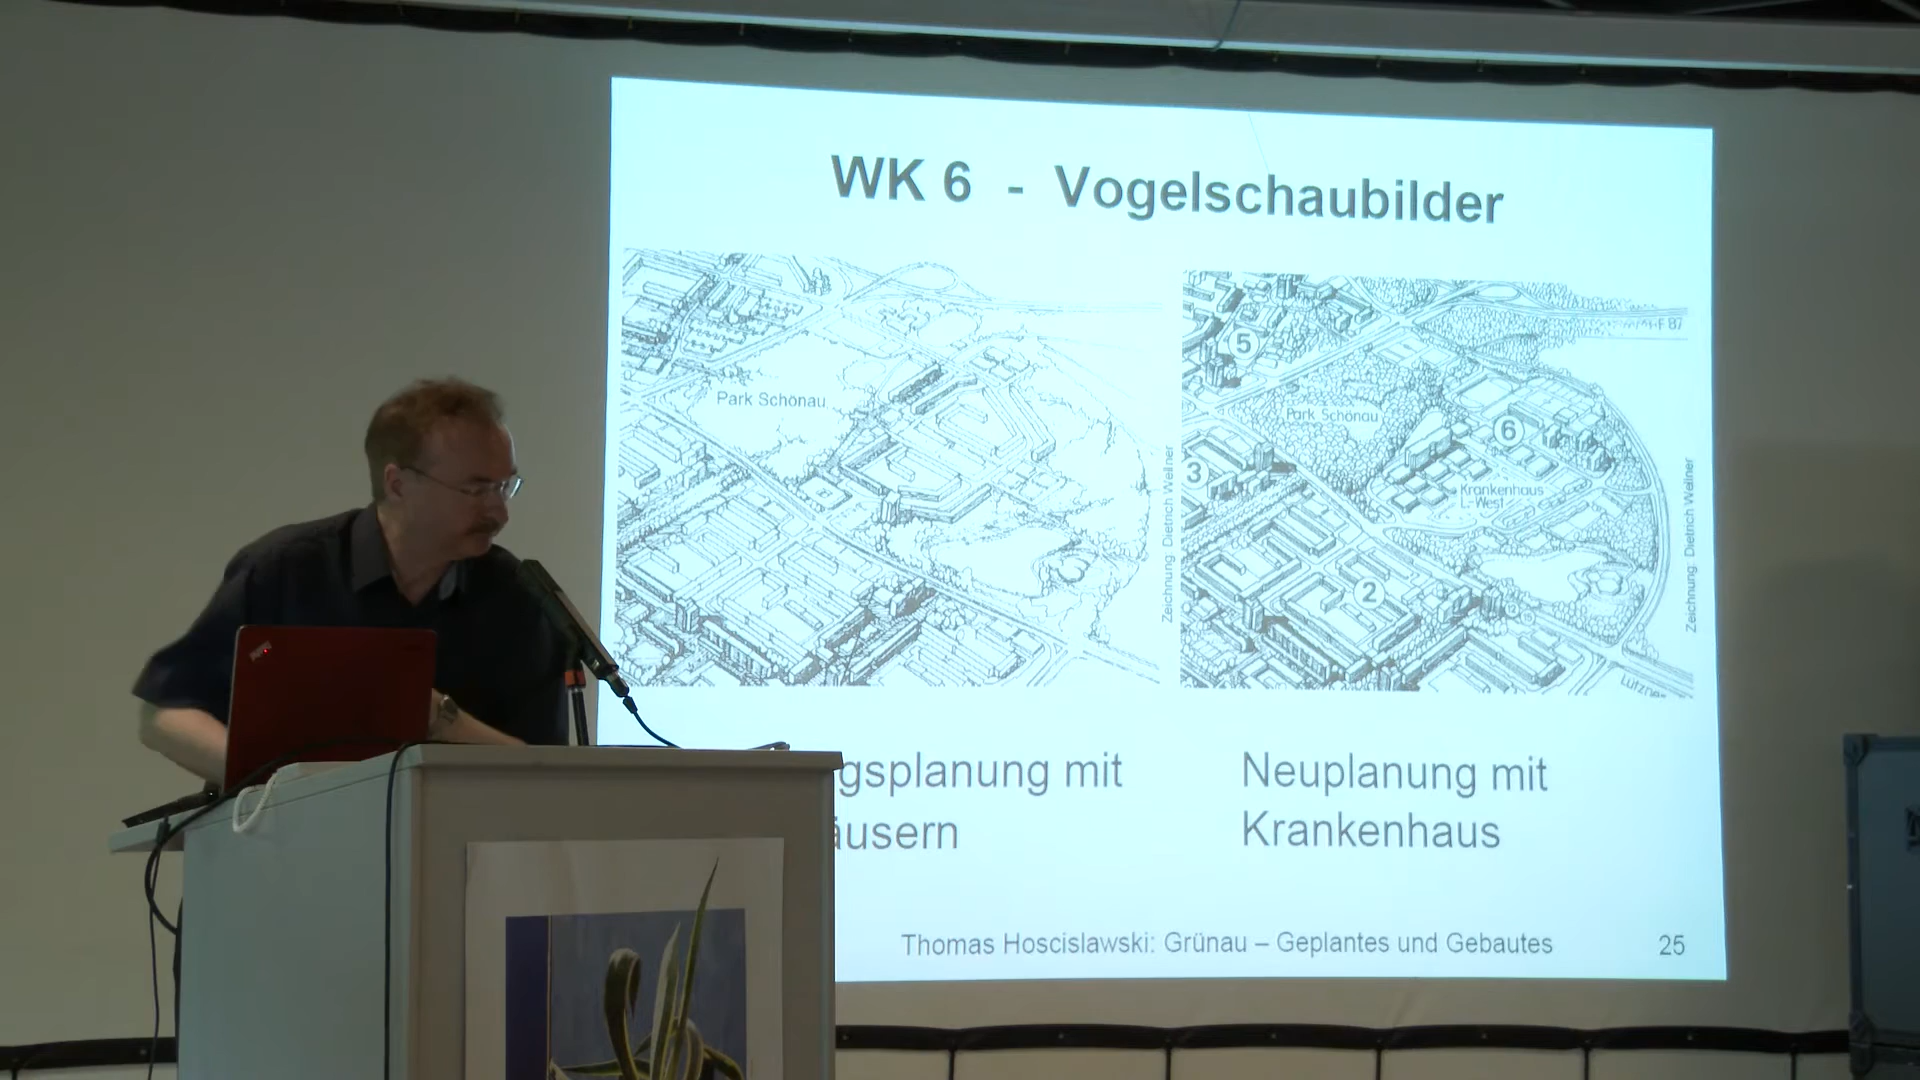 WK 6 - Vogelschaubilder
Park Schönau
Zeichnung Dietrich Wellner
5
F 87
Park Schönau
6
3
Krankenhaus
L.-West
2
Zeichnung: Dietrich Wellner
gsplanung mit
äusern
Neuplanung mit
Krankenhaus
Thomas Hoscislawski: Grünau – Geplantes und Gebautes
25